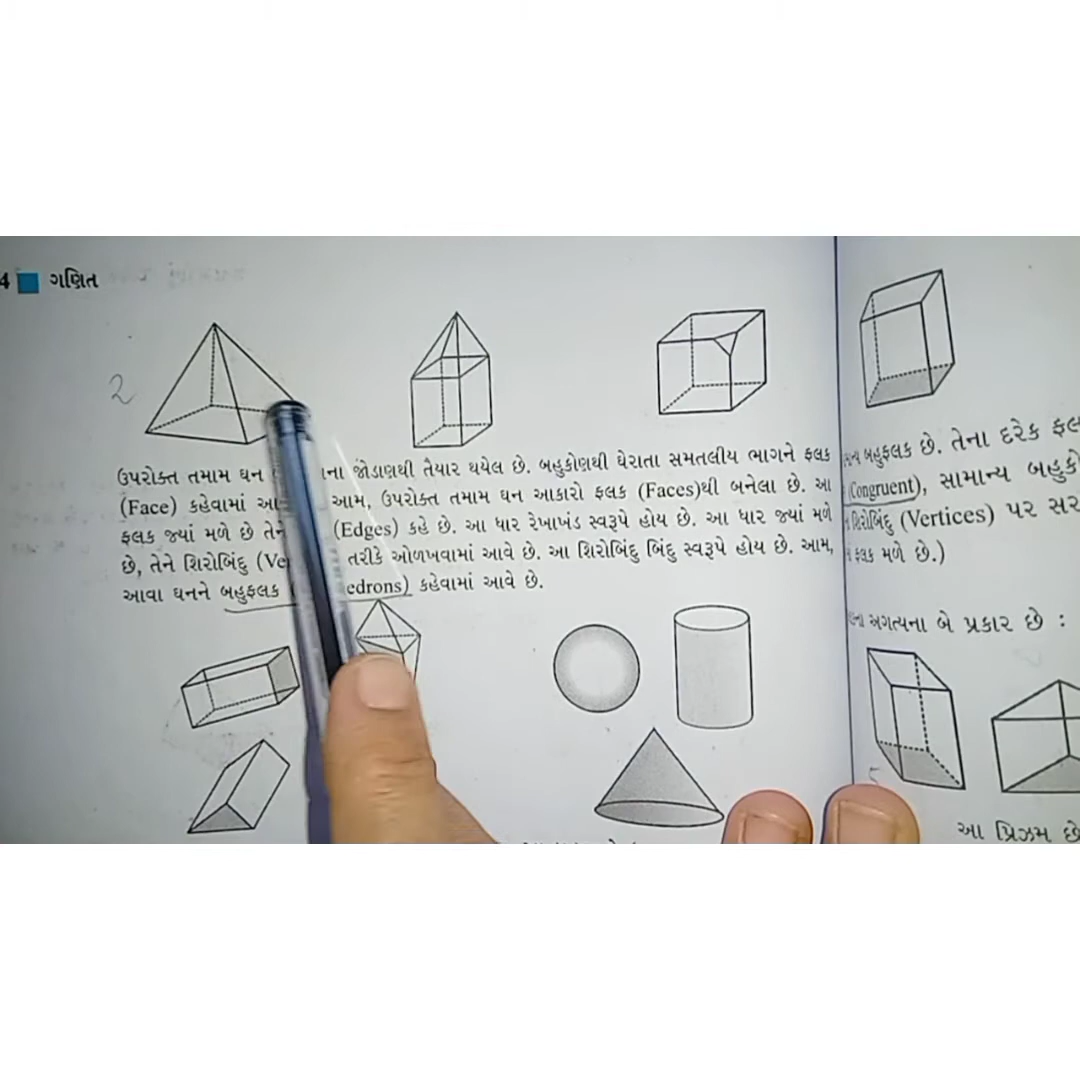 4 ગણિત
2
ઉપરોક્ત તમામ ઘન ના જોડાણથી તૈયાર થયેલ છે. બહુકોણથી ઘેરાતા સમતલીય ભાગને ફલક
(Face) કહેવામાં આ આમ, ઉપરોક્ત તમામ ઘન આકારો ફલક (Faces)થી બનેલા છે. આ
ફલક જ્યાં મળે છે તેને (Edges) કહે છે. આ ધાર રેખાખંડ સ્વરૂપે હોય છે. આ ધાર જ્યાં મળે
છે, તેને શિરોબિંદુ (Ve તરીકે ઓળખવામાં આવે છે. આ શિરોબિંદુ બિંદુ સ્વરૂપે હોય છે. આમ,
આવા ઘનને બહુફલક edrons) કહેવામાં આવે છે.
બહુફલક છે. તેના દરેક ફલ
(Congruent), સામાન્ય બહુકો
શિરોબિંદુ (Vertices) પર સર
ફલક મળે છે.)
અગત્યના બે પ્રકાર છે :
5
આ પ્રિઝમ છે